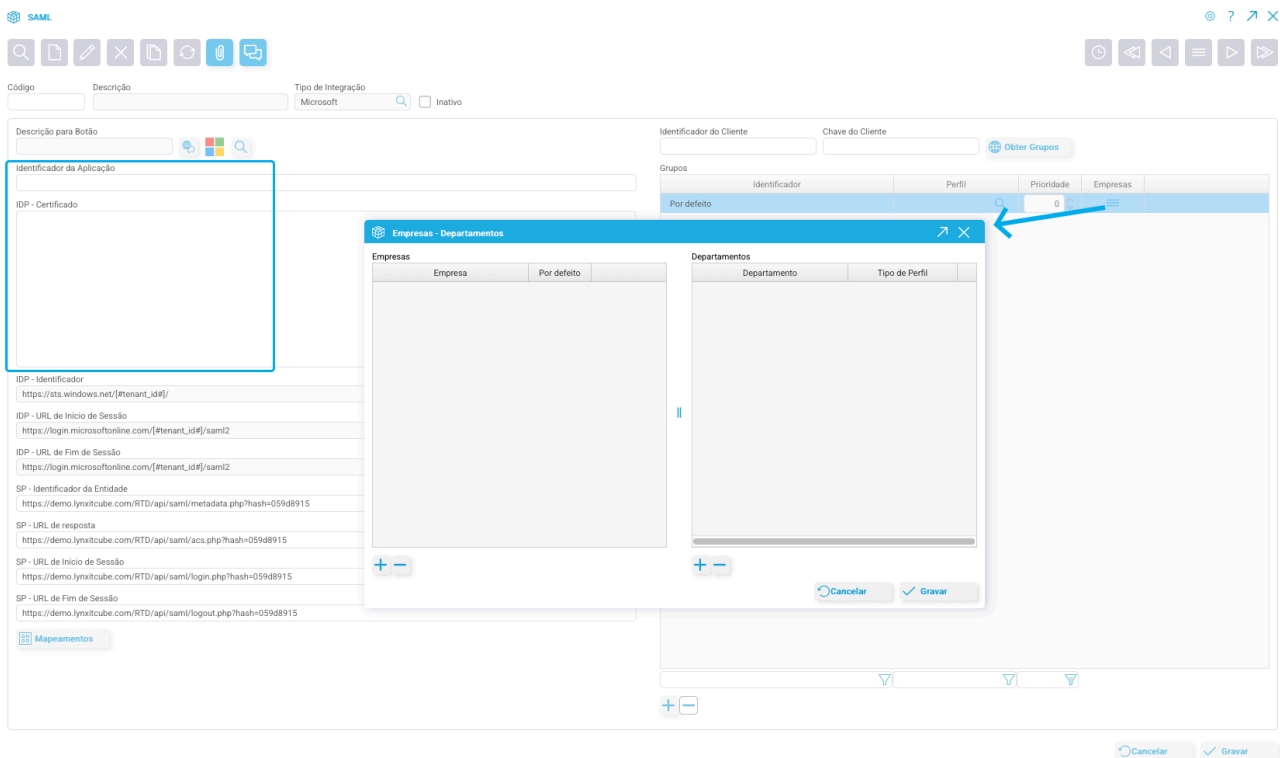 SAML
?
Código
Descrição
Tipo de Integração
Microsoft
Inativo
Descrição para Botão
Identificador da Aplicação
IDP - Certificado
IDP - Identificador
https://sts.windows.net/[#tenant_id#]/
IDP - URL de Início de Sessão
https://login.microsoftonline.com/[#tenant_id#]/saml2
IDP - URL de Fim de Sessão
https://login.microsoftonline.com/[#tenant_id#]/saml2
SP - Identificador da Entidade
https://demo.lynxitcube.com/RTD/api/saml/metadata.php?hash=059d8915
SP - URL de resposta
https://demo.lynxitcube.com/RTD/api/saml/acs.php?hash=059d8915
SP - URL de Início de Sessão
https://demo.lynxitcube.com/RTD/api/saml/login.php?hash=059d8915
SP - URL de Fim de Sessão
https://demo.lynxitcube.com/RTD/api/saml/logout.php?hash=059d8915
Mapeamentos
Identificador do Cliente
Chave do Cliente
Obter Grupos
Grupos
Identificador Perfil Prioridade Empresas
Por defeito 0
Empresas - Departamentos
Empresas
Empresa Por defeito
Departamentos
Departamento Tipo de Perfil
Cancelar
Gravar
Cancelar
Gravar